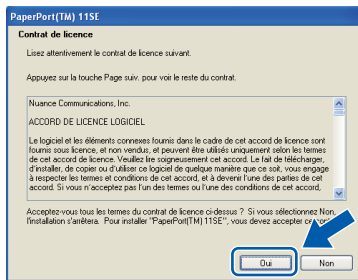 PaperPort(TM) 11SE
Contrat de licence
Lisez attentivement le contrat de licence suivant.
Appuyez sur la touche Page suiv. pour voir le reste du contrat.
Nuance Communications, Inc.
ACCORD DE LICENCE LOGICIEL
Le logiciel et les éléments connexes fournis dans le cadre de cet accord de licence sont
fournis sous licence, et non vendus, et peuvent être utilisés uniquement selon les termes
de cet accord de licence. Veuillez lire soigneusement cet accord. Le fait de télécharger,
d'installer, de copier ou d'utiliser ce logiciel de quelque manière que ce soit, vous engage
à respecter les termes et conditions de cet accord, et à devenir l'une des parties de cet
accord. Si vous n'acceptez pas l'un des termes ou l'une des conditions de cet accord,
Acceptez-vous tous les termes du contrat de licence ci-dessus ? Si vous sélectionnez Non,
l'installation s'arrêtera. Pour installer "PaperPort(TM) 11SE", vous devez accepter ce
Oui
Non